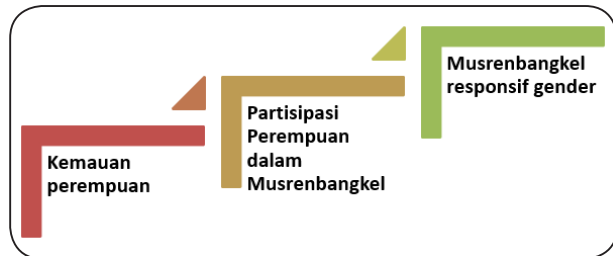 Kemauan
perempuan
Partisipasi
Perempuan
dalam
Musrenbangkel
Musrenbangkel
responsif gender